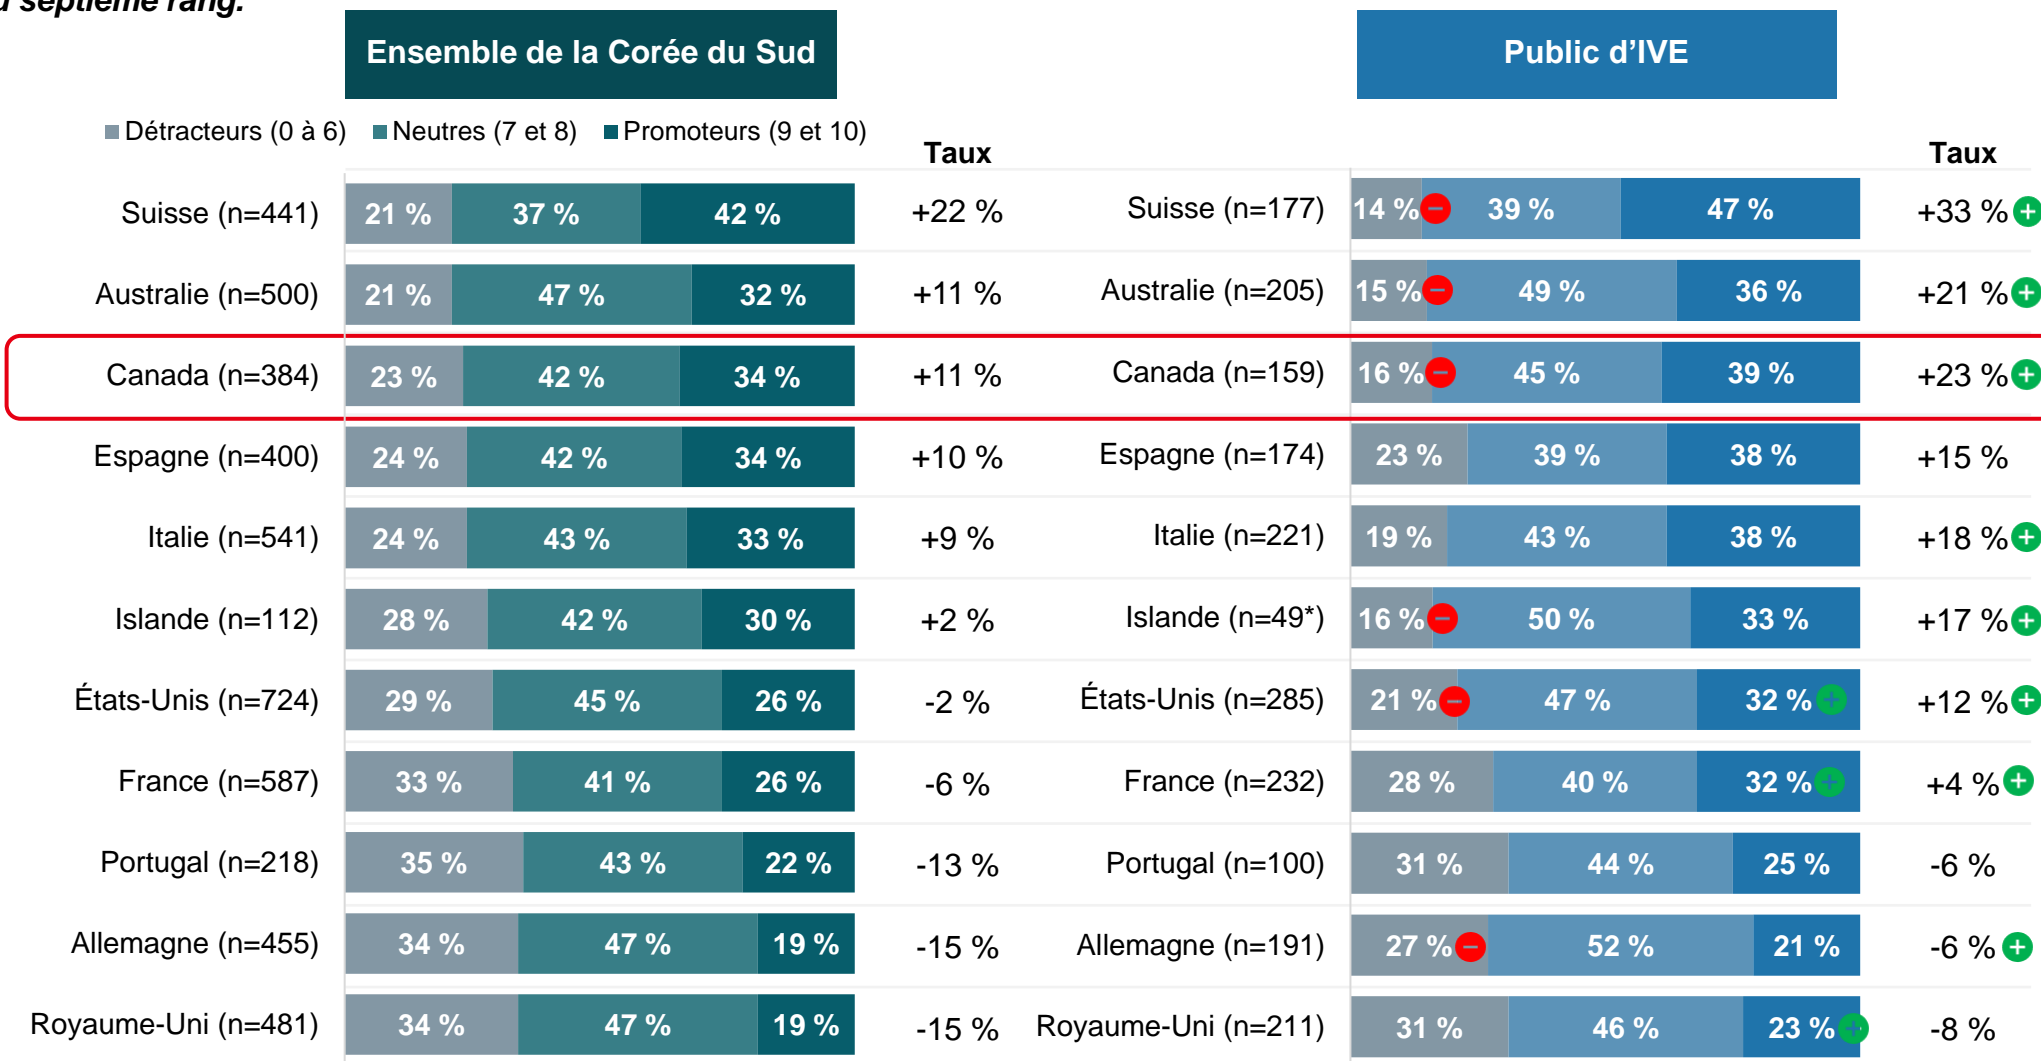 septième rang.
Ensemble de la Corée du Sud
Public d'IVE
Détracteurs (0 à 6) Neutres (7 et 8) Promoteurs (9 et 10)
Taux Taux
Suisse (n=441) 21 % 37 % 42 % +22 % Suisse (n=177) 14 % 39 % 47 % +33 %
Australie (n=500) 21 % 47 % 32 % +11 % Australie (n=205) 15 % 49 % 36 % +21 %
Canada (n=384) 23 % 42 % 34 % +11 % Canada (n=159) 16 % 45 % 39 % +23 %
Espagne (n=400) 24 % 42 % 34 % +10 % Espagne (n=174) 23 % 39 % 38 % +15 %
Italie (n=541) 24 % 43 % 33 % +9 % Italie (n=221) 19 % 43 % 38 % +18 %
Islande (n=112) 28 % 42 % 30 % +2 % Islande (n=49*) 16 % 50 % 33 % +17 %
États-Unis (n=724) 29 % 45 % 26 % -2 % États-Unis (n=285) 21 % 47 % 32 % +12 %
France (n=587) 33 % 41 % 26 % -6 % France (n=232) 28 % 40 % 32 % +4 %
Portugal (n=218) 35 % 43 % 22 % -13 % Portugal (n=100) 31 % 44 % 25 % -6 %
Allemagne (n=455) 34 % 47 % 19 % -15 % Allemagne (n=191) 27 % 52 % 21 % -6 %
Royaume-Uni (n=481) 34 % 47 % 19 % -15 % Royaume-Uni (n=211) 31 % 46 % 23 % -8 %